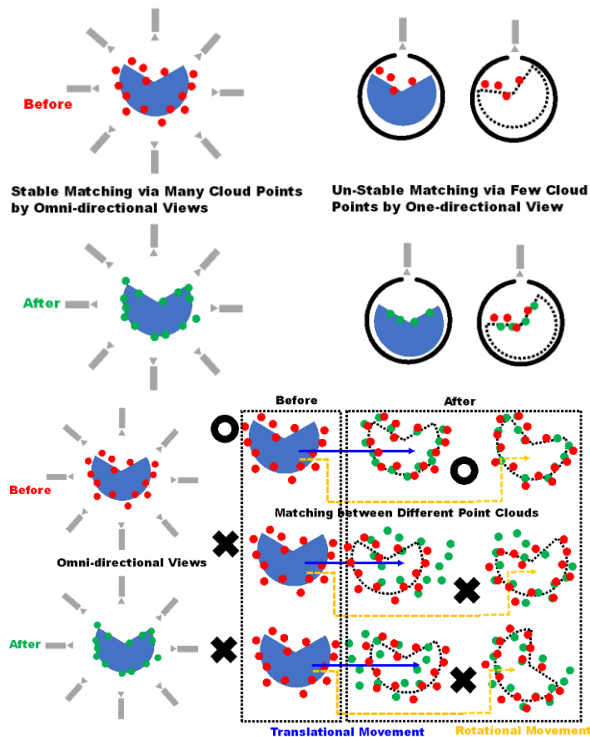 Before
Stable Matching via Many Cloud Points
by Omni-directional Views
Un-Stable Matching via Few Cloud
Points by One-directional View
After
Before
After
Before
Matching between Different Point Clouds
Omni-directional Views
After
Translational Movement
Rotational Movement